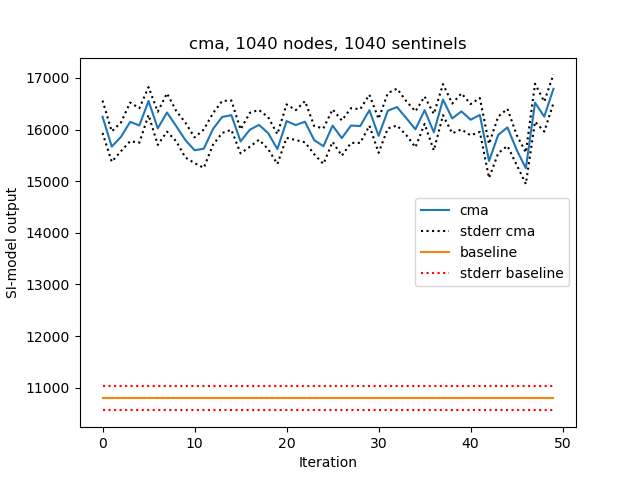 cma, 1040 nodes, 1040 sentinels
17000
16000
15000
14000
13000
12000
11000
SI-model output
cma
stderr cma
baseline
stderr baseline
0 10 20 30 40 50
Iteration